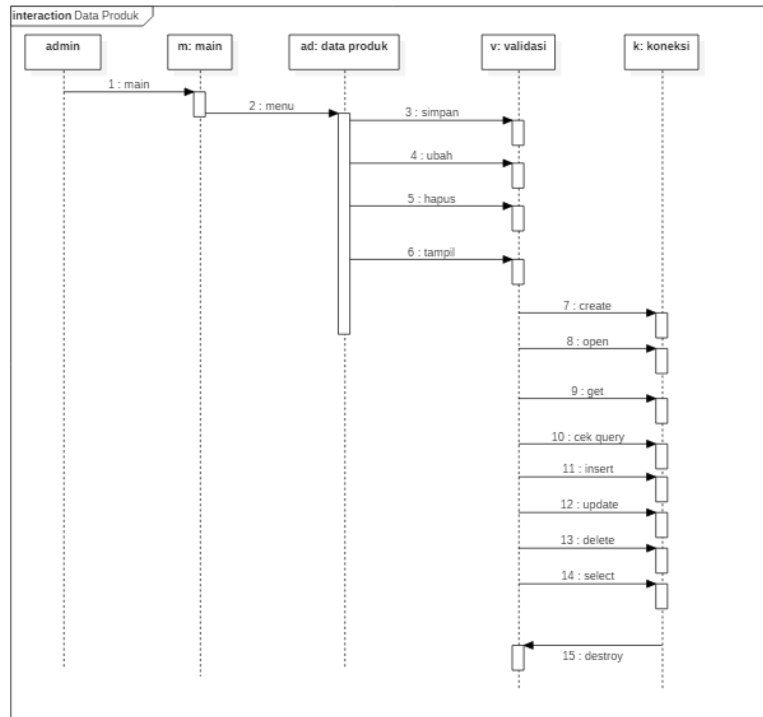 interaction Data Produk
admin
m: main
ad: data produk
v: validasi
k: koneksi
1 : main
2 : menu
3 : simpan
4 : ubah
5 : hapus
6 : tampil
7 : create
8 : open
9 : get
10 : cek query
11 : insert
12 : update
13 : delete
14 : select
15 : destroy